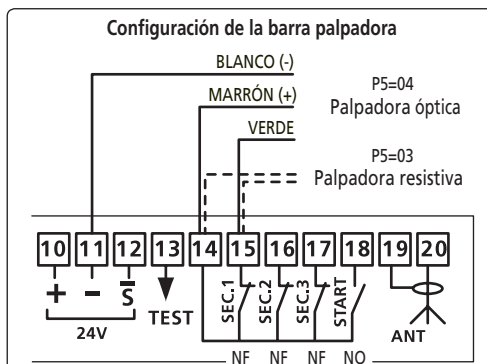 Configuración de la barra palpadora
BLANCO (-)
P5=04
MARRÓN (+)
Palpadora óptica
VERDE
P5=03
Palpadora resistiva
10 11 12 13 14 15 16 17 18 19 20
+ - S
24V
TEST
SEC.1
SEC.2
SEC.3
START
ANT
NF NF NF NO